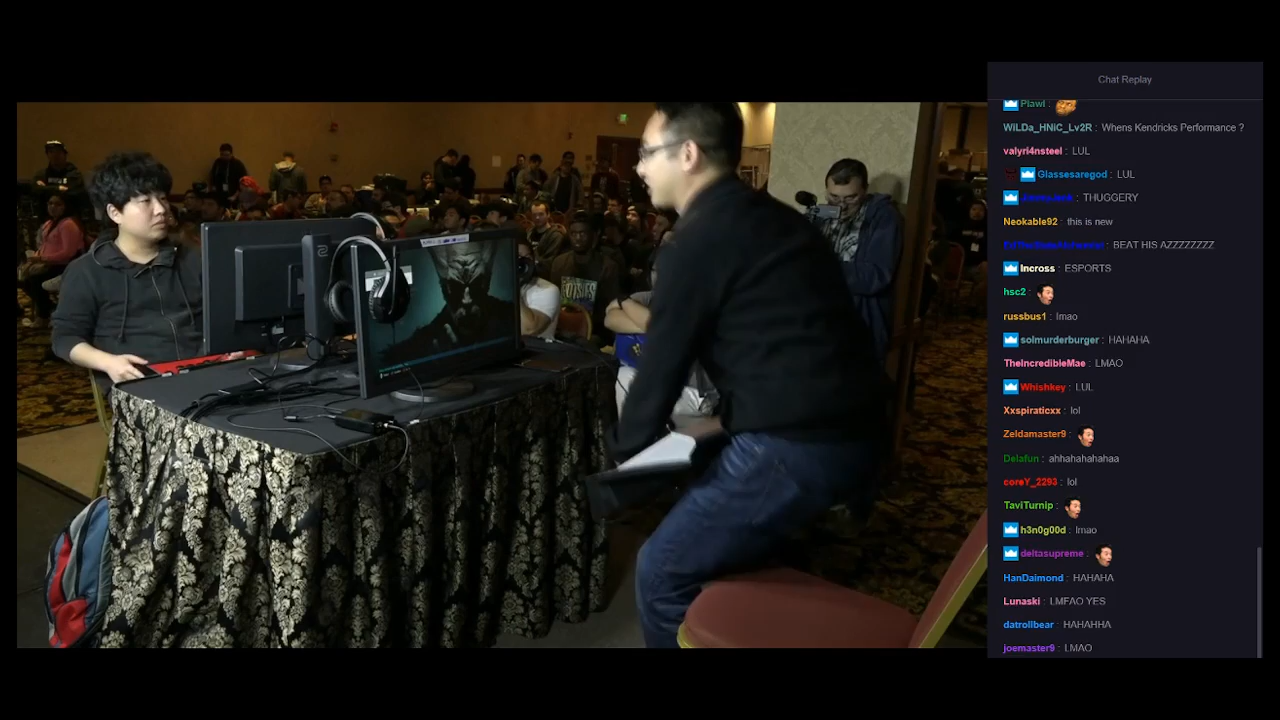 Chat Replay
Plawl :
WiLDa_HNiC_Lv2R : Whens Kendricks Performance ?
valyri4nsteel : LUL
Glassesaregod : LUL
: THUGGERY
Neokable92 : this is new
: BEAT HIS AZZZZZZZZ
Incross : ESPORTS
hsc2 :
russbus1 : lmao
solmurderburger : HAHAHA
TheIncredibleMae : LMAO
Whishkey : LUL
Xxspiraticxx : lol
Zeldamaster9 :
Delafun : ahhahahahahaa
coreY_2293 : lol
TaviTurnip :
h3n0g00d : lmao
deltasupreme :
HanDaimond : HAHAHA
Lunaski : LMFAO YES
datrollbear : HAHAHHA
joemaster9 : LMAO